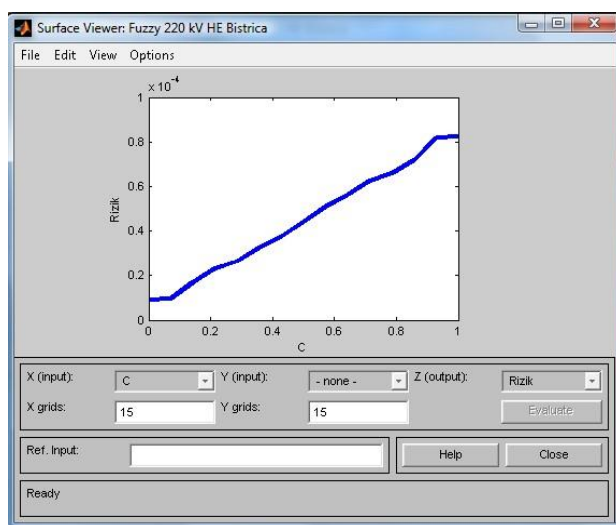 Surface Viewer: Fuzzy 220 kV HE Bistrica
File Edit View Options
x 10^-4
1
0.8
0.6
0.4
0.2
0
Rizik
0 0.2 0.4 0.6 0.8 1
C
X (input): C Y (input): - none - Z (output): Rizik
X grids: 15 Y grids: 15 Evaluate
Ref. Input: Help Close
Ready